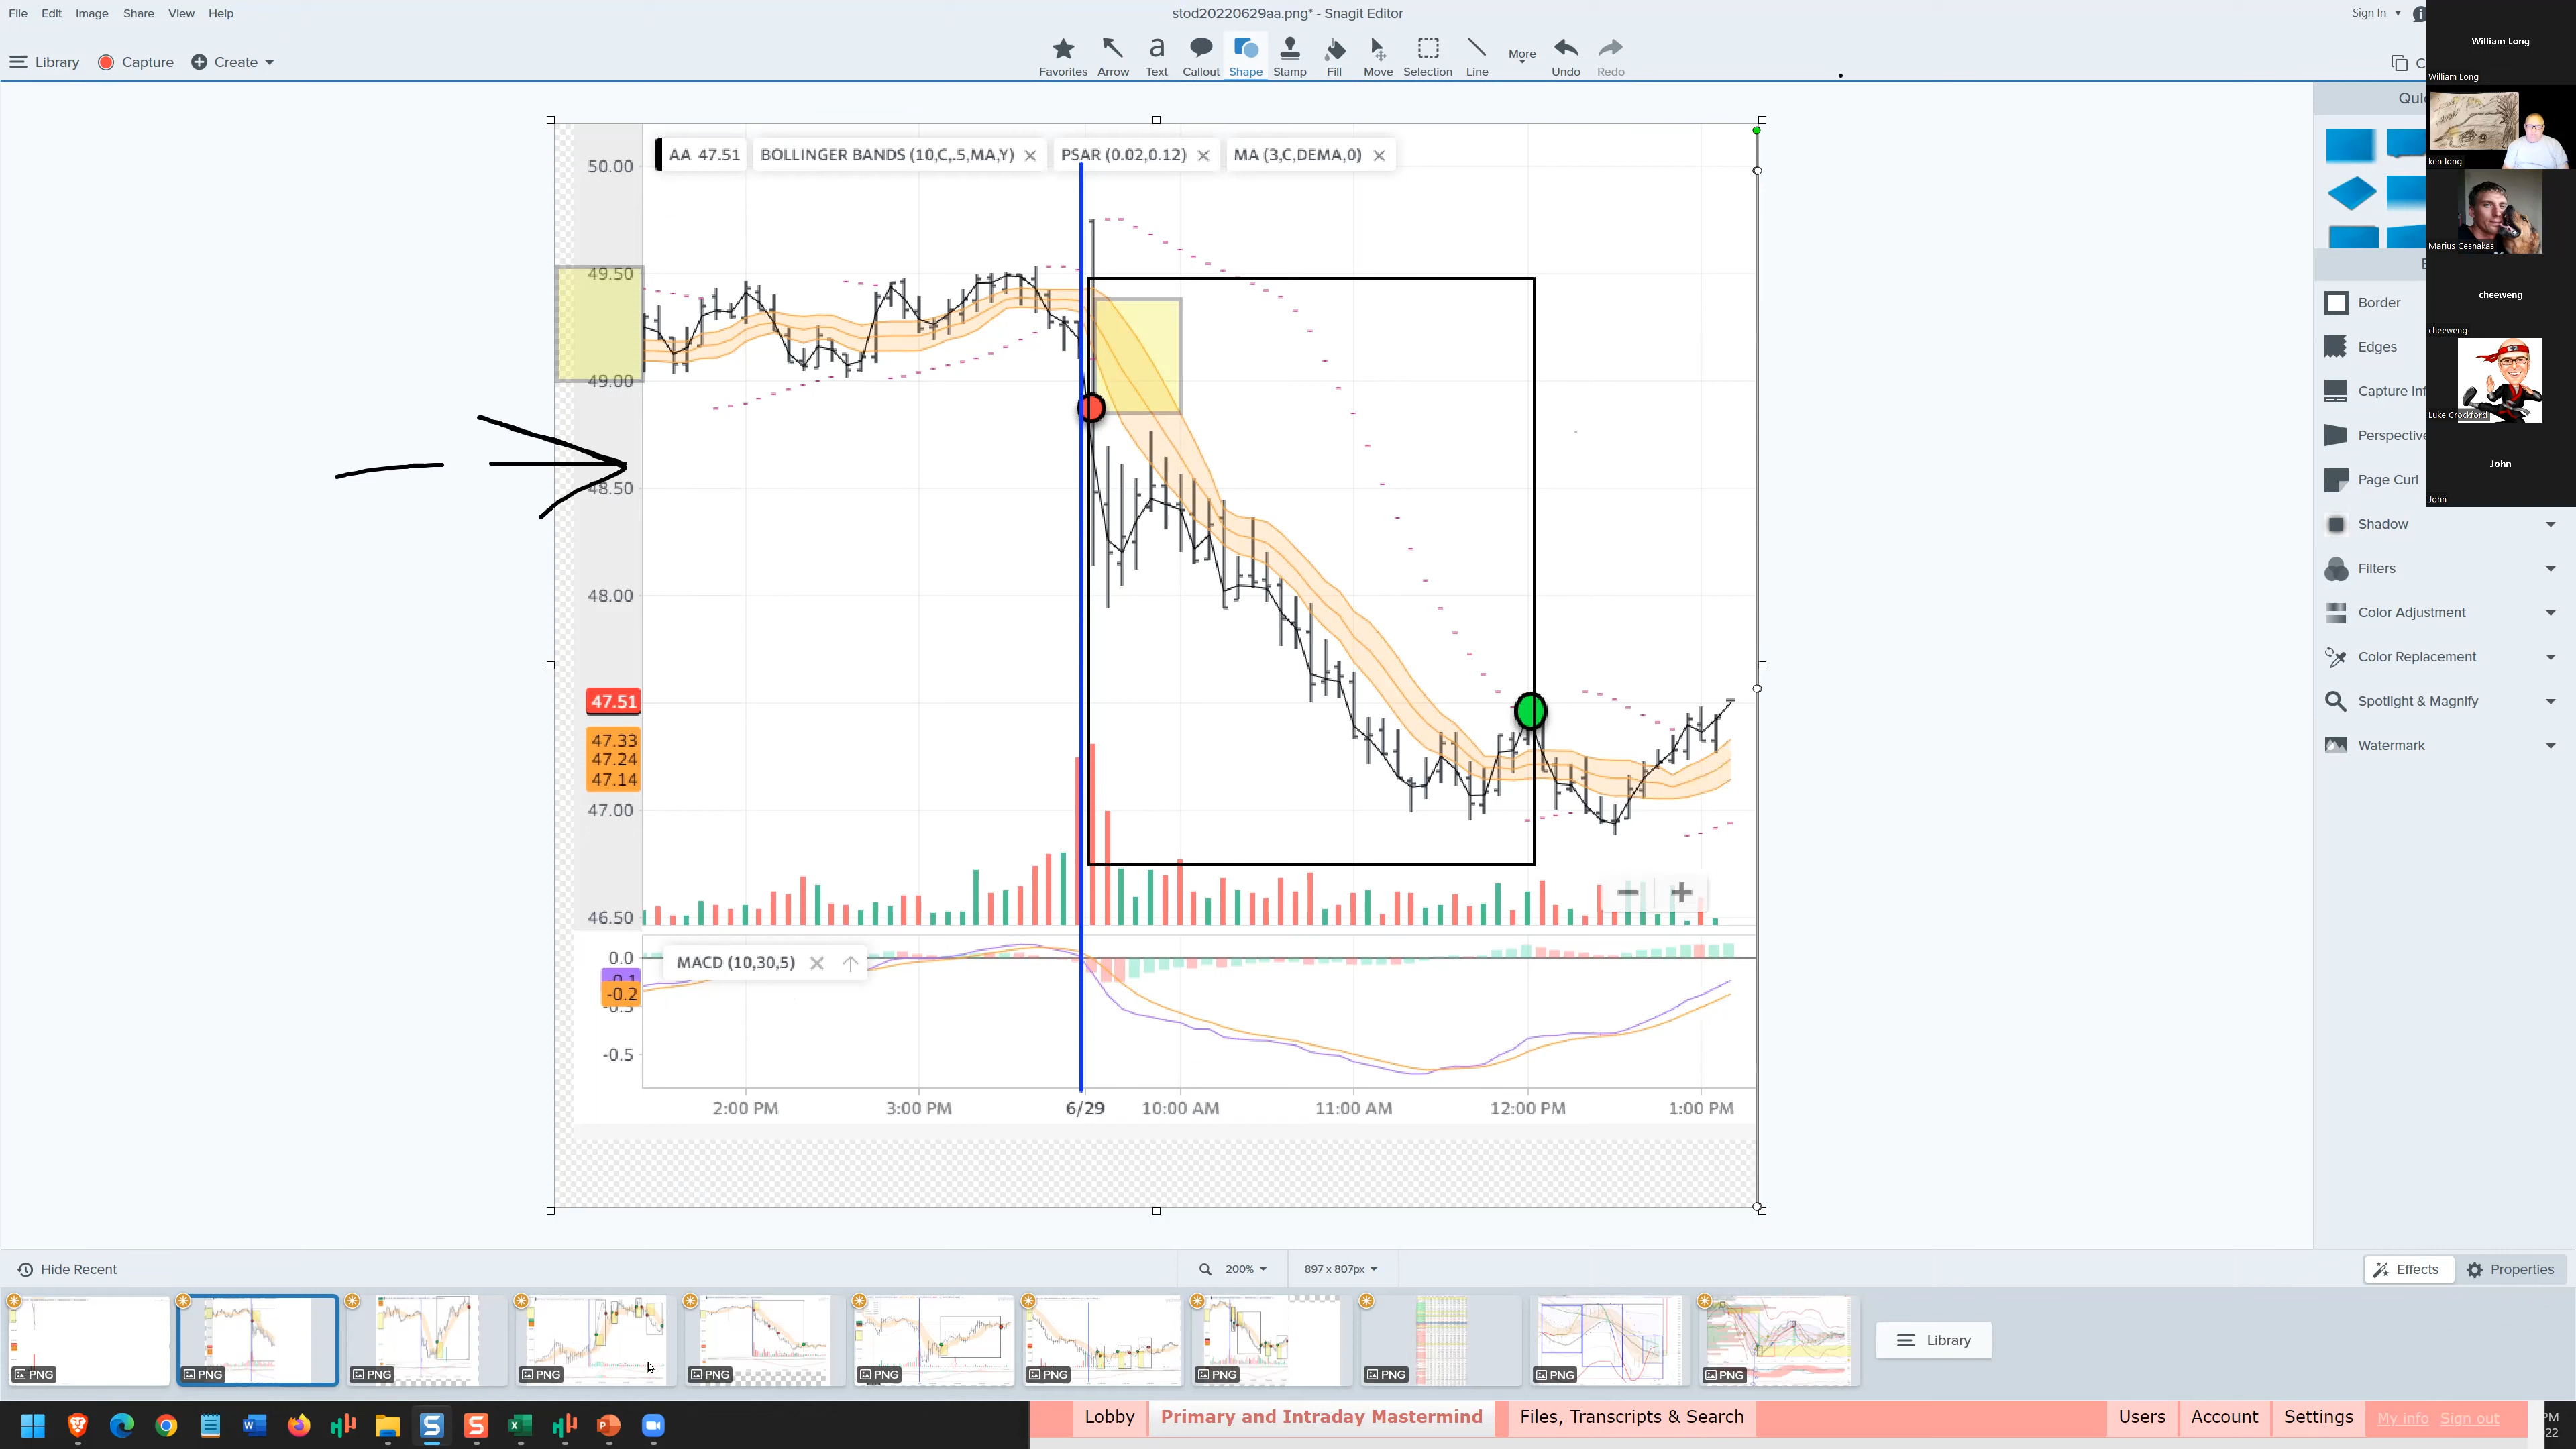 stod20220629aa.png* - Snagit Editor
File Edit Image Share View Help
Sign In
Library Capture Create
Favorites Arrow Text Callout Shape Stamp Fill Move Selection Line More Undo Redo
William Long
William Long
ken long
Marius Cesnakas
cheeweng
cheeweng
Luke Crockford
John
John
AA 47.51 BOLLINGER BANDS (10,C,.5,MA,Y) PSAR (0.02,0.12) MA (3,C,DEMA,0)
50.00
49.50
49.00
48.50
48.00
47.51
47.33
47.24
47.14
47.00
46.50
MACD (10,30,5)
0.0
-0.2
-0.5
2:00 PM 3:00 PM 6/29 10:00 AM 11:00 AM 12:00 PM 1:00 PM
Border
Edges
Capture Inf
Perspective
Page Curl
Shadow
Filters
Color Adjustment
Color Replacement
Spotlight & Magnify
Watermark
Hide Recent 200% 897 x 807px Effects Properties
PNG PNG PNG PNG PNG PNG PNG PNG PNG PNG PNG
Library
Lobby Primary and Intraday Mastermind Files, Transcripts & Search Users Account Settings My info Sign out